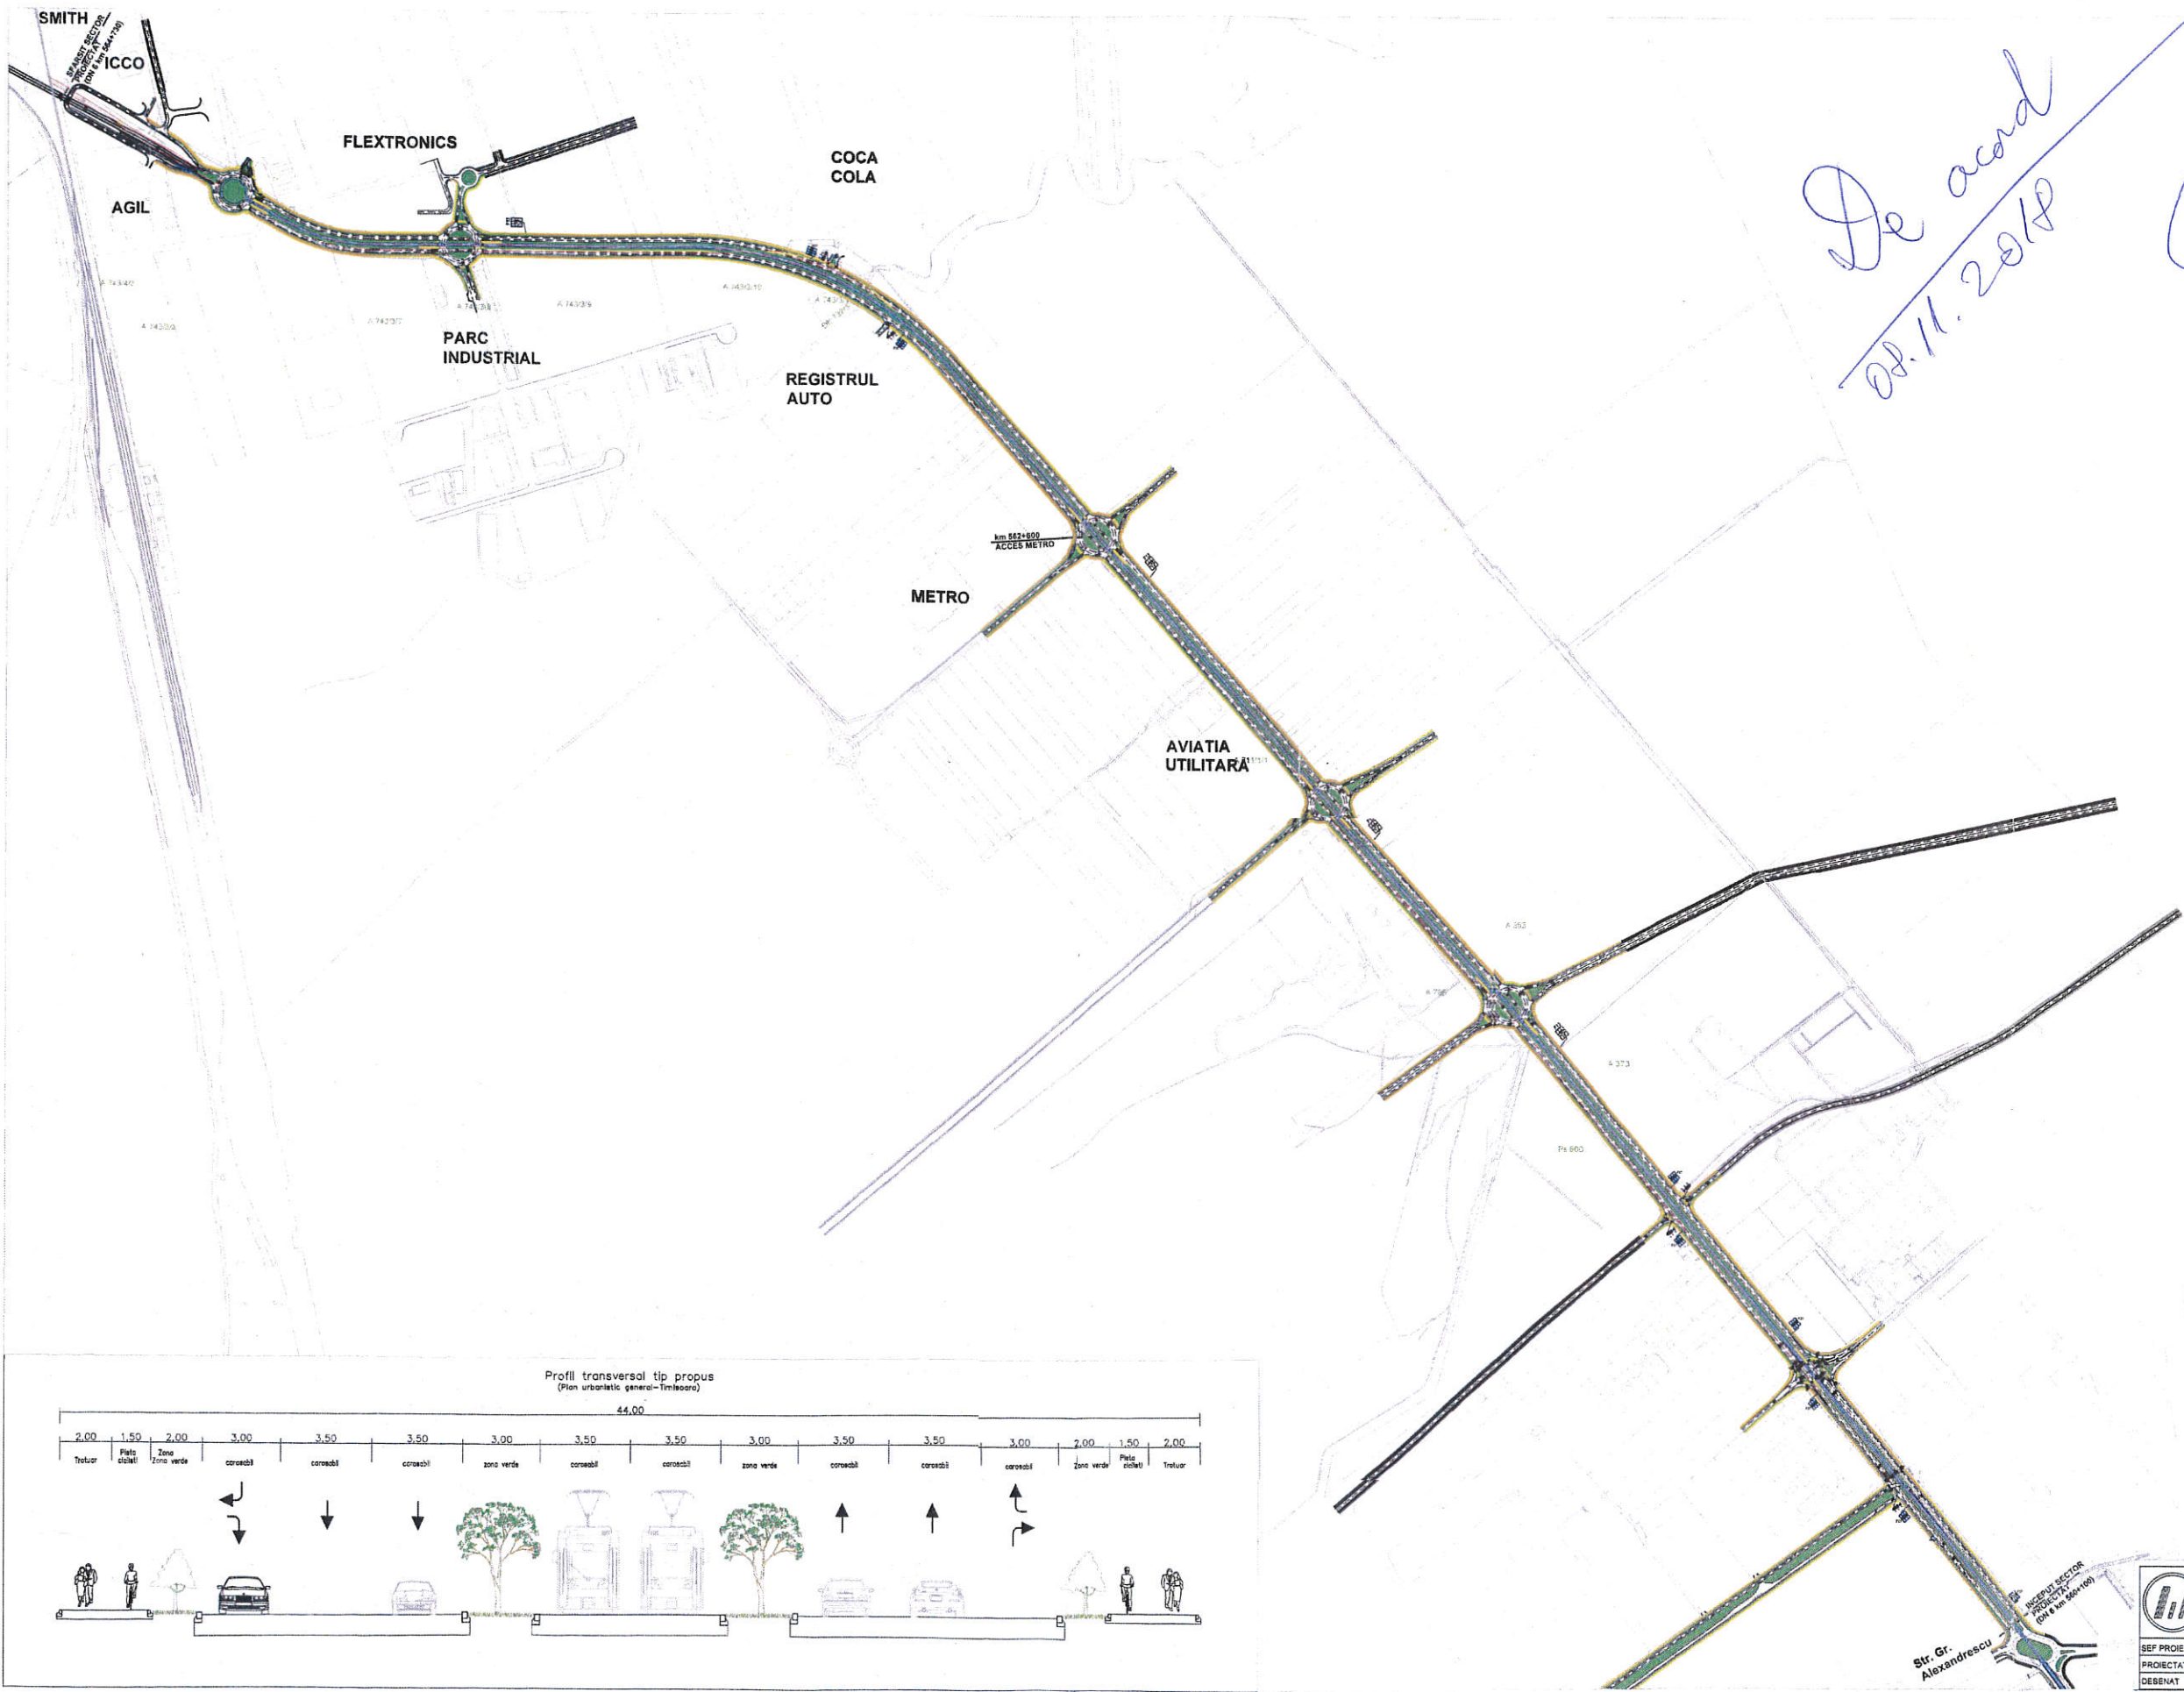 SMITH
SFARSIT SECTOR
PROIECTAT
(DN 6 km 564+730)
ICCO
FLEXTRONICS
COCA
COLA
AGIL
PARC
INDUSTRIAL
REGISTRUL
AUTO
De acord
08.11.2018
km 562+600
ACCES METRO
METRO
AVIATIA
UTILITARA
A 363
A 373
Ps 960
Profil transversal tip propus
(Plan urbanistic general-Timisoara)
44,00
2,00 1,50 2,00 3,00 3,50 3,50 3,00 3,50 3,50 3,00 3,50 3,50 3,00 2,00 1,50 2,00
Trotuar Pista ciclisti Zona Zona verde carosabil carosabil carosabil zona verde carosabil carosabil zona verde carosabil carosabil carosabil Zona verde Pista ciclisti Trotuar
INCEPUT SECTOR
PROIECTAT
(DN 6 km 560+100)
Str. Gr.
Alexandrescu
SEF PROIE
PROIECTAT
DESENAT